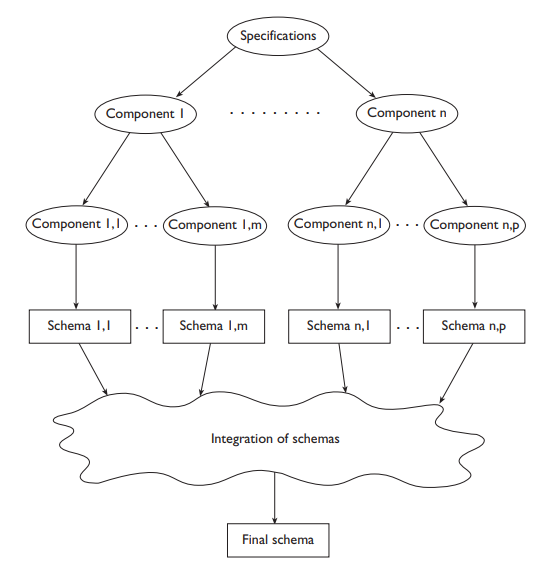 Specifications
Component 1
. . . . . . . . .
Component n
Component 1,1
. . .
Component 1,m
Component n,1
. . .
Component n,p
Schema 1,1
. . .
Schema 1,m
Schema n,1
. . .
Schema n,p
Integration of schemas
Final schema